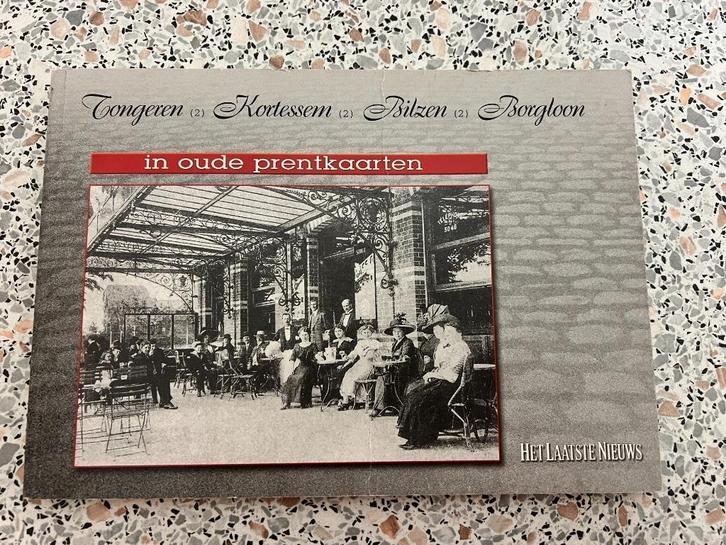 Tongeren (2) Kortessem (2) Bilzen (2) Borgloon
in oude prentkaarten
HET LAATSTE NIEUWS